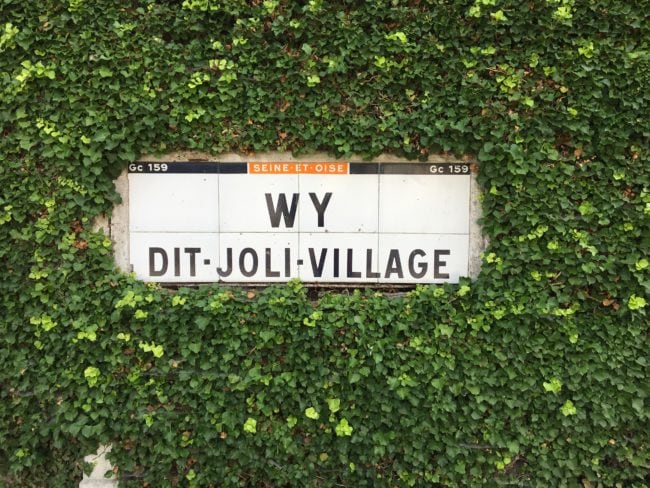 Gc 159 SEINE-ET-OISE Gc 159
WY
DIT-JOLI-VILLAGE